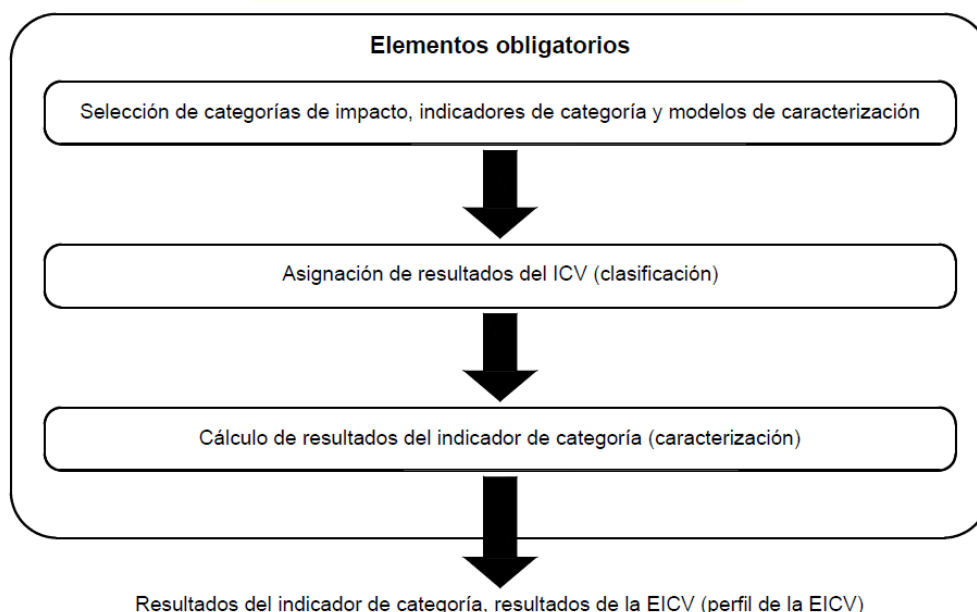 Elementos obligatorios
Selección de categorías de impacto, indicadores de categoría y modelos de caracterización
Asignación de resultados del ICV (clasificación)
Cálculo de resultados del indicador de categoría (caracterización)
Resultados del indicador de categoría, resultados de la EICV (perfil de la EICV)